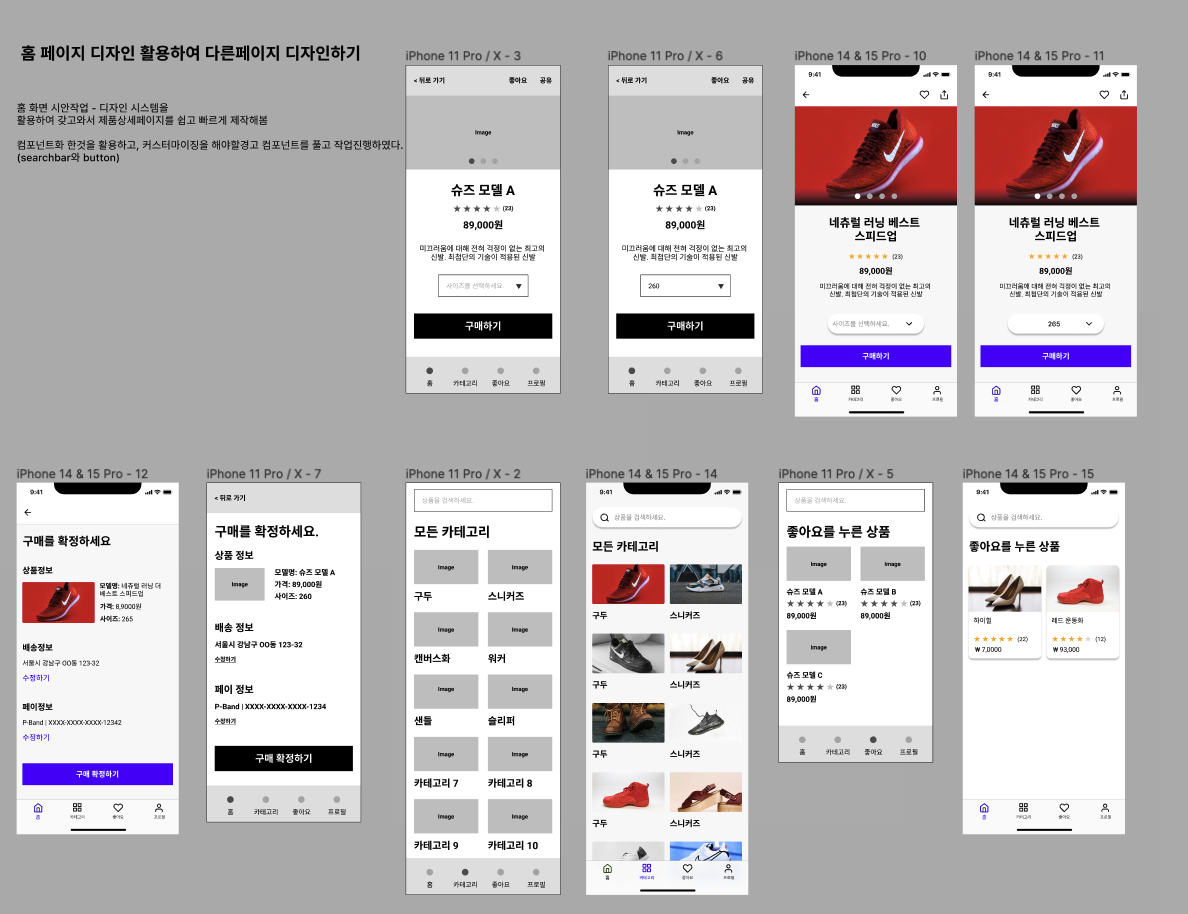 홈 페이지 디자인 활용하여 다른페이지 디자인하기
홈 화면 시안작업 - 디자인 시스템을
활용하여 갖고와서 제품상세페이지를 쉽고 빠르게 제작해봄
컴포넌트화 한것을 활용하고, 커스터마이징을 해야할경고 컴포넌트를 풀고 작업진행하였다.
(searchbar와 button)
iPhone 11 Pro / X - 3
< 뒤로 가기 좋아요 공유
Image
슈즈 모델 A
(23)
89,000원
미끄러움에 대해 전혀 걱정이 없는 최고의
신발. 최첨단의 기술이 적용된 신발
사이즈를 선택하세요.
구매하기
홈 카테고리 좋아요 프로필
iPhone 11 Pro / X - 6
< 뒤로 가기 좋아요 공유
Image
슈즈 모델 A
(23)
89,000원
미끄러움에 대해 전혀 걱정이 없는 최고의
신발. 최첨단의 기술이 적용된 신발
260
구매하기
홈 카테고리 좋아요 프로필
iPhone 14 & 15 Pro - 10
9:41
네츄럴 러닝 베스트
스피드업
(23)
89,000원
미끄러움에 대해 전혀 걱정이 없는 최고의
신발. 최첨단의 기술이 적용된 신발
사이즈를 선택하세요.
구매하기
홈 카테고리 좋아요 프로필
iPhone 14 & 15 Pro - 11
9:41
네츄럴 러닝 베스트
스피드업
(23)
89,000원
미끄러움에 대해 전혀 걱정이 없는 최고의
신발. 최첨단의 기술이 적용된 신발
265
구매하기
홈 카테고리 좋아요 프로필
iPhone 14 & 15 Pro - 12
9:41
구매를 확정하세요
상품정보
모델명: 네츄럴 러닝 더
베스트 스피드업
가격: 8,9000원
사이즈: 265
배송정보
서울시 강남구 OO동 123-32
수정하기
페이정보
P-Band | XXXX-XXXX-XXXX-12342
수정하기
구매 확정하기
홈 카테고리 좋아요 프로필
iPhone 11 Pro / X - 7
< 뒤로 가기
구매를 확정하세요.
상품 정보
Image
모델명: 슈즈 모델 A
가격: 89,000원
사이즈: 260
배송 정보
서울시 강남구 OO동 123-32
수정하기
페이 정보
P-Band | XXXX-XXXX-XXXX-1234
수정하기
구매 확정하기
홈 카테고리 좋아요 프로필
iPhone 11 Pro / X - 2
상품을 검색하세요.
모든 카테고리
Image Image
구두 스니커즈
Image Image
캔버스화 워커
Image Image
샌들 슬리퍼
Image Image
카테고리 7 카테고리 8
Image Image
카테고리 9 카테고리 10
홈 카테고리 좋아요 프로필
iPhone 14 & 15 Pro - 14
9:41
상품을 검색하세요.
모든 카테고리
구두 스니커즈
구두 스니커즈
구두 스니커즈
구두 스니커즈
홈 카테고리 좋아요 프로필
iPhone 11 Pro / X - 5
상품을 검색하세요.
좋아요를 누른 상품
Image Image
슈즈 모델 A 슈즈 모델 B
(23) (23)
89,000원 89,000원
Image
슈즈 모델 C
(23)
89,000원
홈 카테고리 좋아요 프로필
iPhone 14 & 15 Pro - 15
9:41
상품을 검색하세요.
좋아요를 누른 상품
하이힐 레드 운동화
(22) (12)
₩ 7,0000 ₩ 93,000
홈 카테고리 좋아요 프로필